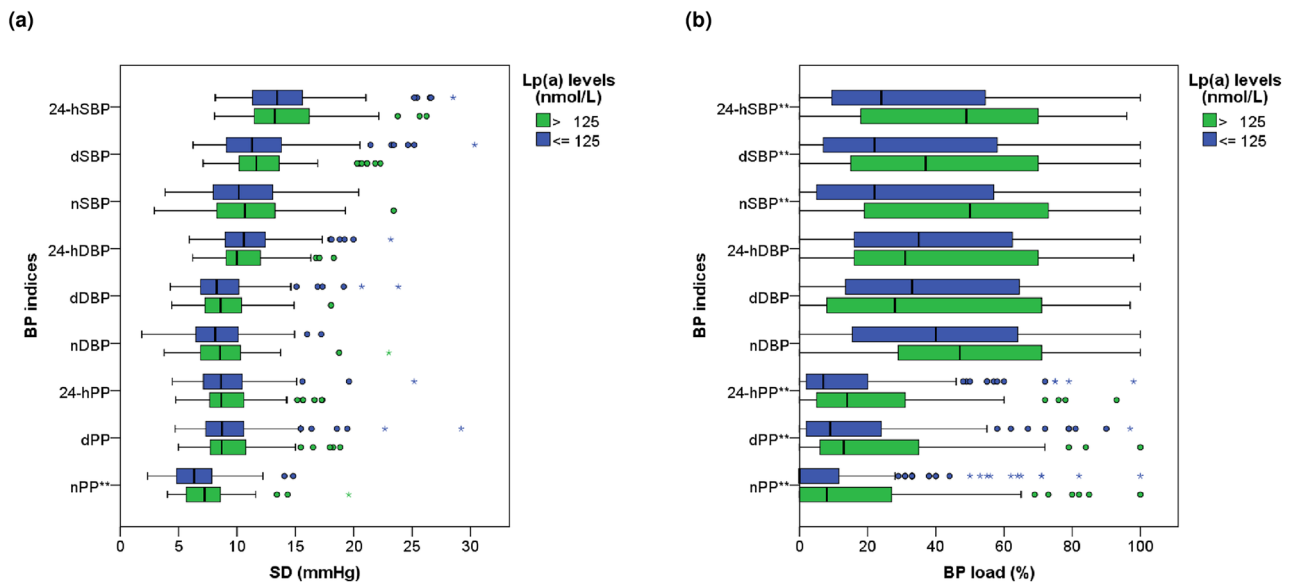 (a)
Lp(a) levels
(nmol/L)
> 125
<= 125
BP indices
24-hSBP
dSBP
nSBP
24-hDBP
dDBP
nDBP
24-hPP
dPP
nPP**
0 5 10 15 20 25 30
SD (mmHg)
(b)
Lp(a) levels
(nmol/L)
> 125
<= 125
BP indices
24-hSBP**
dSBP**
nSBP**
24-hDBP
dDBP
nDBP
24-hPP**
dPP**
nPP**
0 20 40 60 80 100
BP load (%)